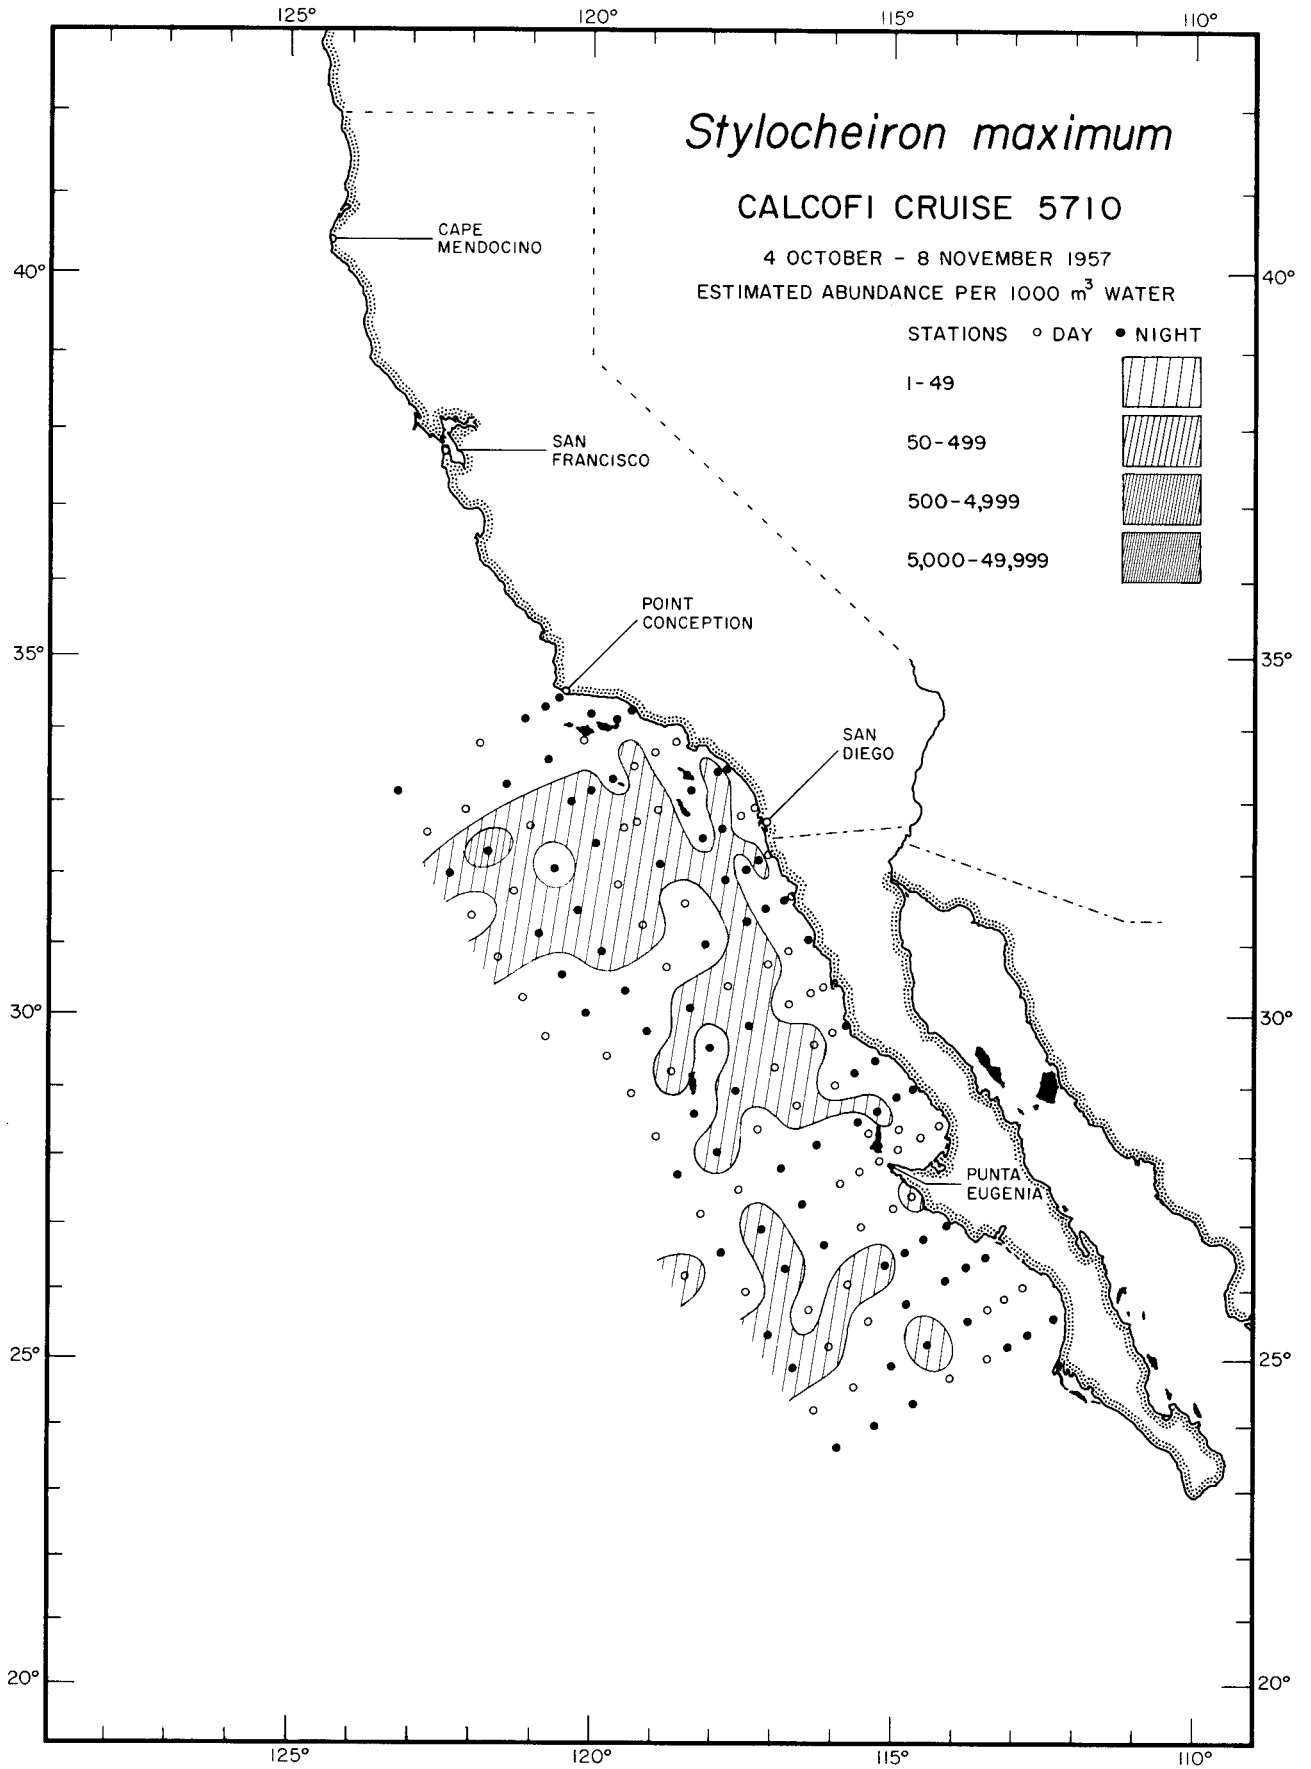 125° 120° 115° 110°
Stylocheiron maximum
CALCOFI CRUISE 5710
4 OCTOBER - 8 NOVEMBER 1957
ESTIMATED ABUNDANCE PER 1000 m³ WATER
STATIONS ○ DAY ● NIGHT
1-49
50-499
500-4,999
5,000-49,999
CAPE
MENDOCINO
40° 40°
SAN
FRANCISCO
POINT
CONCEPTION
35° 35°
SAN
DIEGO
30° 30°
PUNTA
EUGENIA
25° 25°
20° 20°
125° 120° 115° 110°